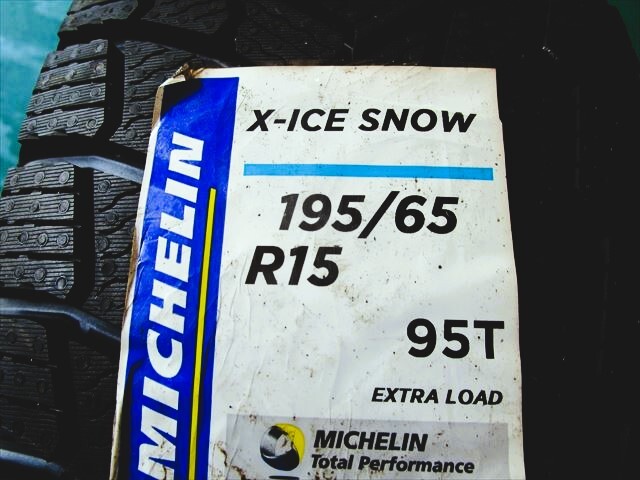 MICHELIN
X-ICE SNOW
195/65
R15
95T
EXTRA LOAD
MICHELIN
Total Performance